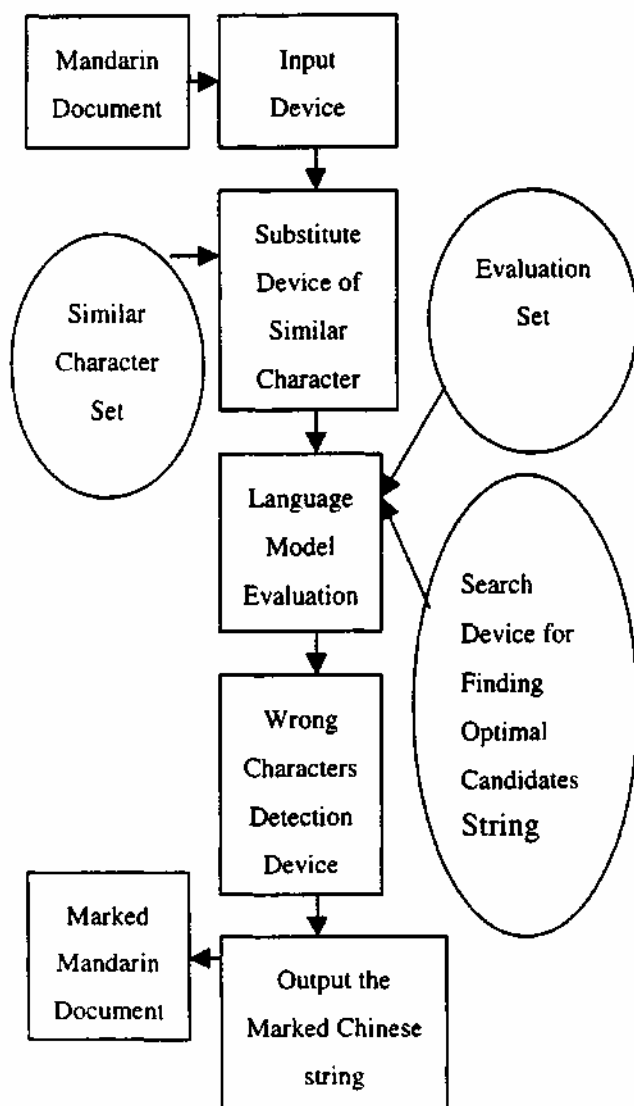 Mandarin
Document
Input
Device
Substitute
Device of
Similar
Character
Similar
Character
Set
Evaluation
Set
Language
Model
Evaluation
Search
Device for
Finding
Optimal
Candidates
String
Wrong
Characters
Detection
Device
Marked
Mandarin
Document
Output the
Marked Chinese
string